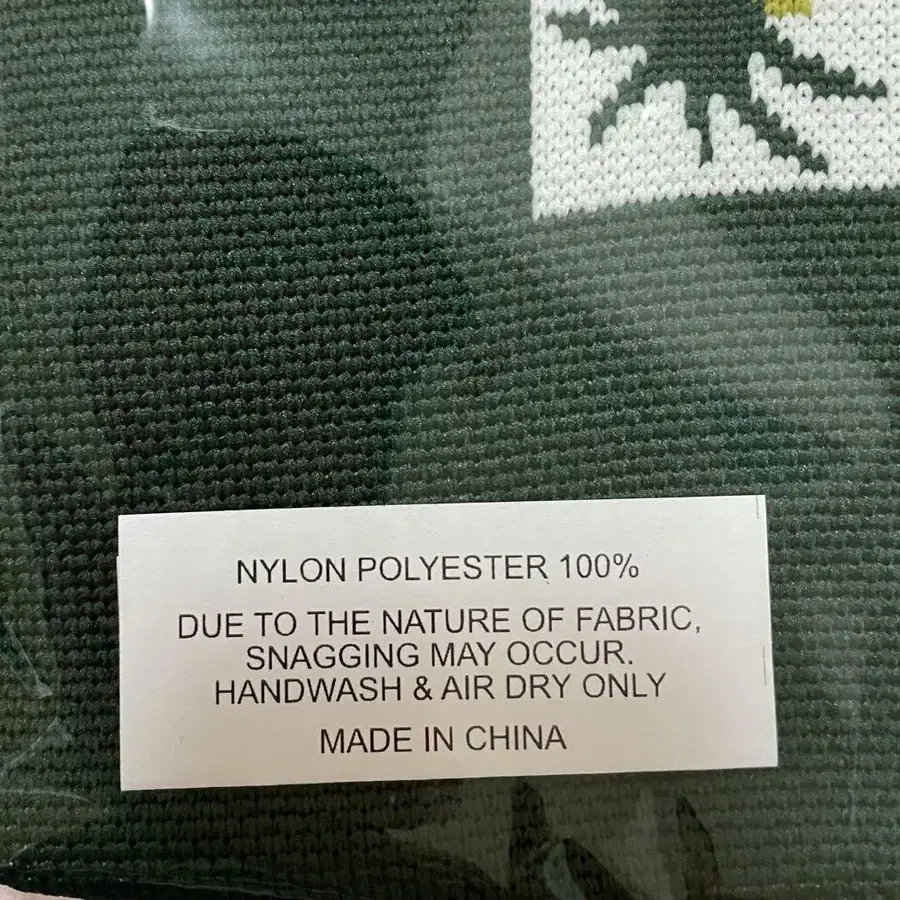 NYLON POLYESTER 100%
DUE TO THE NATURE OF FABRIC,
SNAGGING MAY OCCUR.
HANDWASH & AIR DRY ONLY
MADE IN CHINA